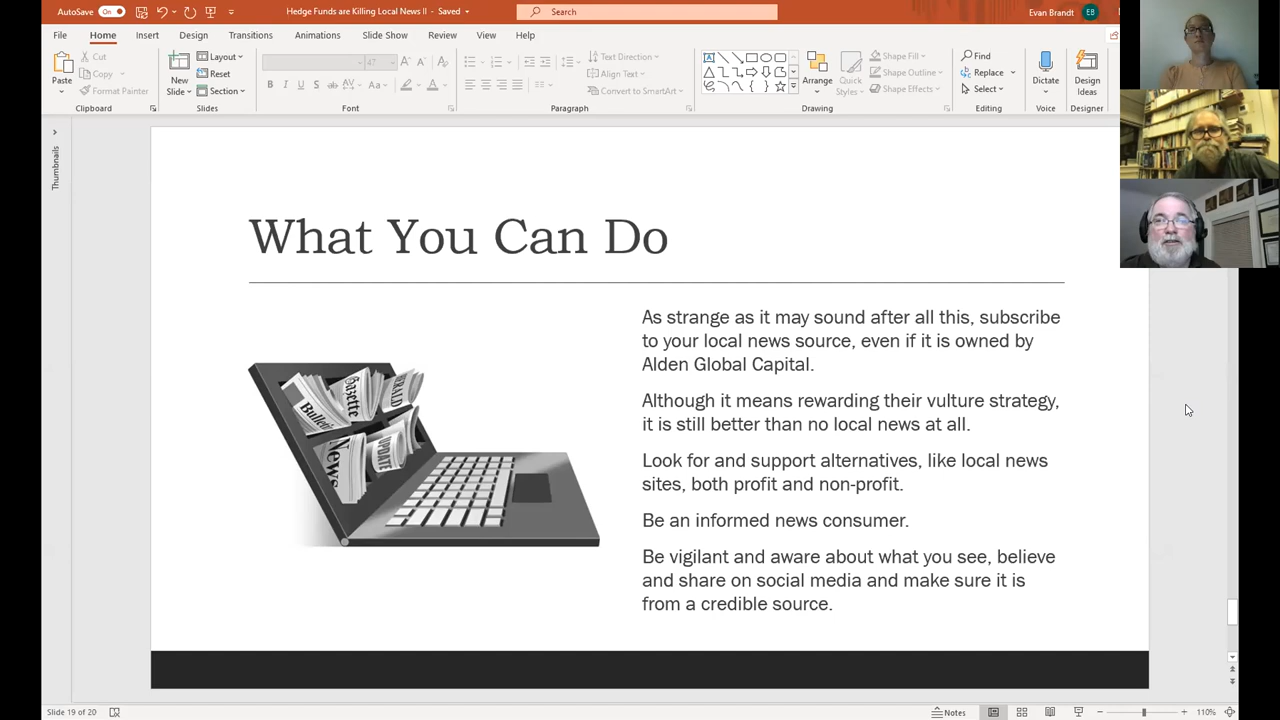 AutoSave On
Hedge Funds are Killing Local News II - Saved
Search
Evan Brandt EB
File Home Insert Design Transitions Animations Slide Show Review View Help
Paste
Cut
Copy
Format Painter
Clipboard
New Slides
Layout
Reset
Section
Slides
47
Font
Text Direction
Align Text
Convert to SmartArt
Paragraph
Arrange
Quick Styles
Shape Fill
Shape Outline
Shape Effects
Drawing
Find
Replace
Select
Editing
Dictate
Voice
Design Ideas
Designer
Thumbnails
What You Can Do
As strange as it may sound after all this, subscribe
to your local news source, even if it is owned by
Alden Global Capital.
Although it means rewarding their vulture strategy,
it is still better than no local news at all.
Look for and support alternatives, like local news
sites, both profit and non-profit.
Be an informed news consumer.
Be vigilant and aware about what you see, believe
and share on social media and make sure it is
from a credible source.
Bulletin
Gazette
HERALD
News
UPDATE
Slide 19 of 20
Notes
110%